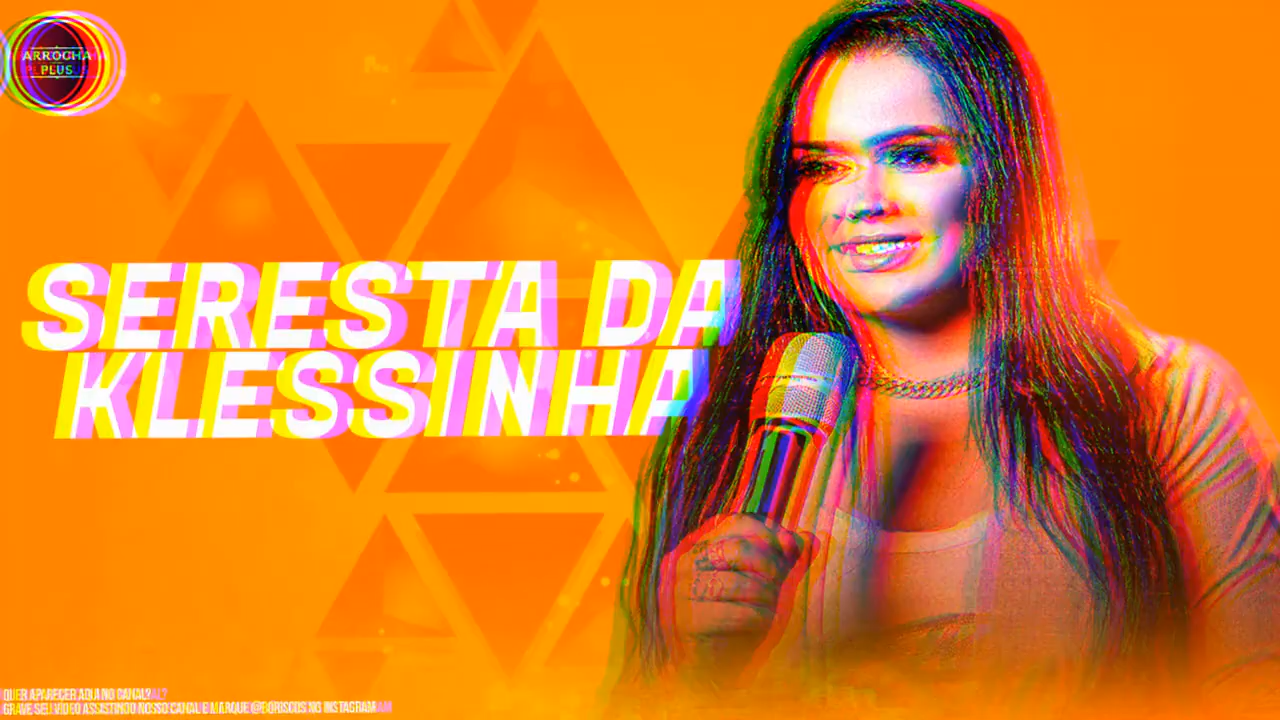 ARROCHA
PLUS
SERESTA DA
KLESSINHA
QUER APARECER AQUI NO CANAL?
GRAVE SEU VÍDEO ASSISTINDO NOSSO CANAL E MARQUE @DORISCOS NO INSTAGRAM